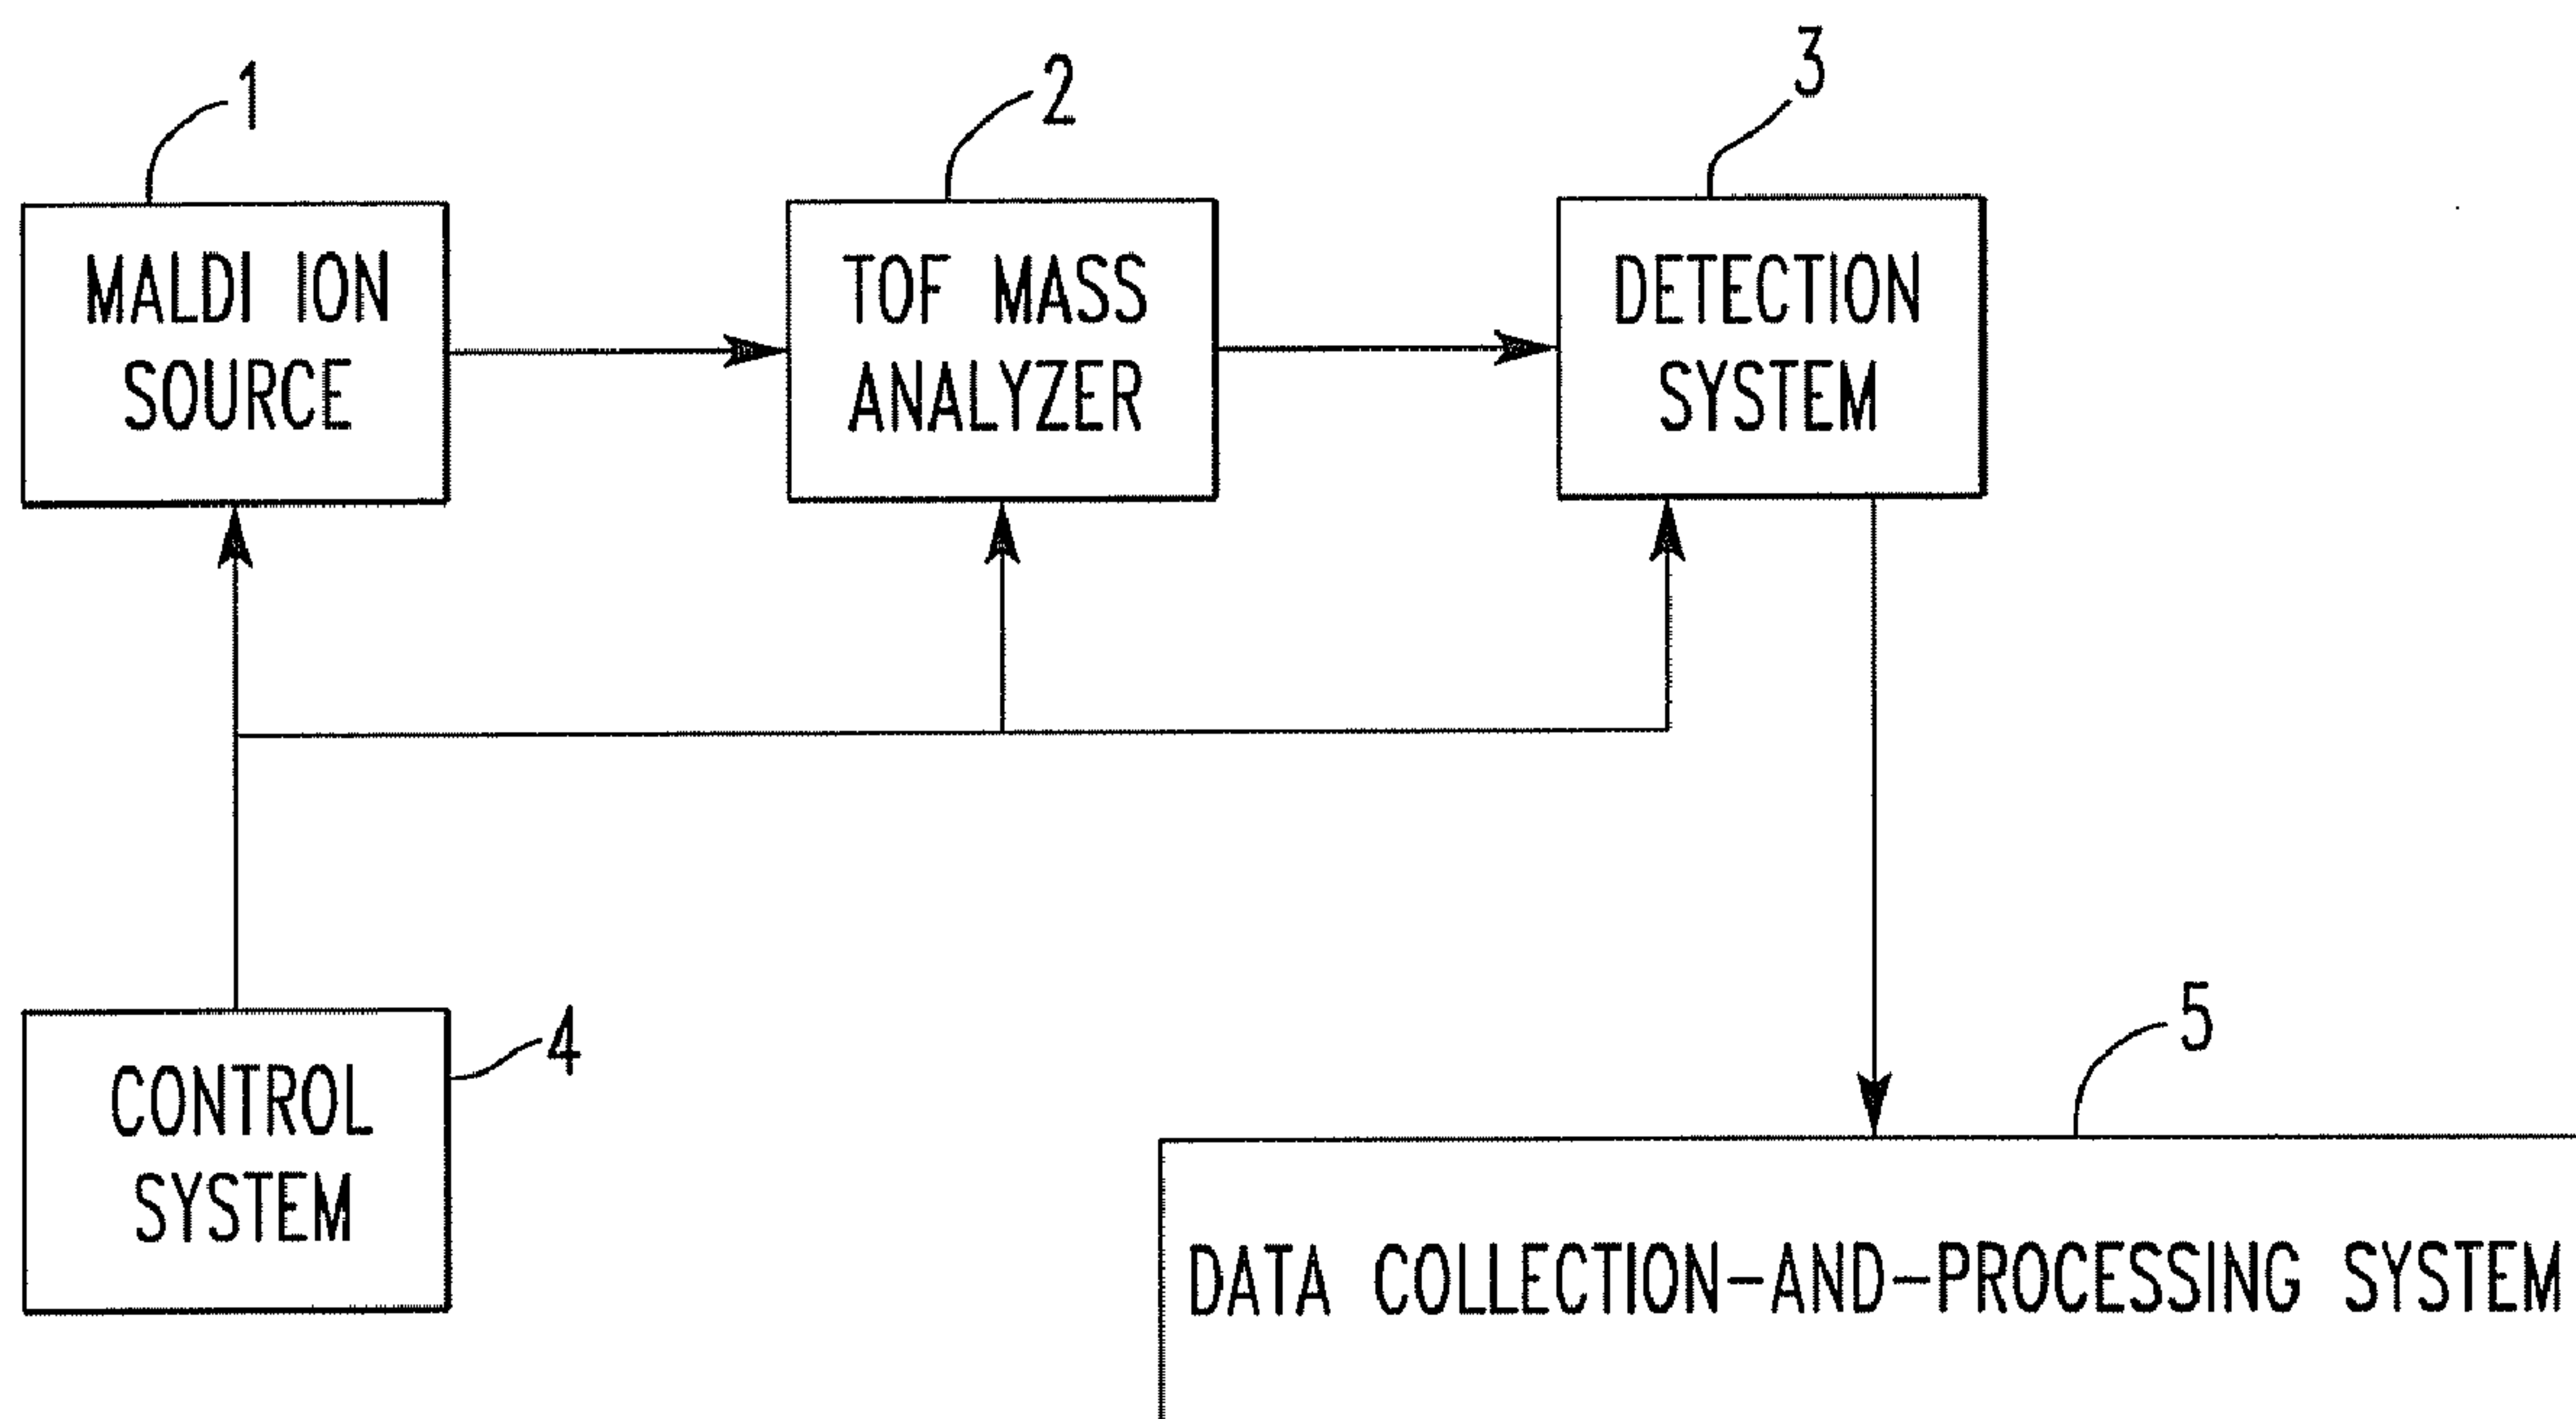 1
2
3
MALDI ION
SOURCE
TOF MASS
ANALYZER
DETECTION
SYSTEM
4
CONTROL
SYSTEM
5
DATA COLLECTION-AND-PROCESSING SYSTEM